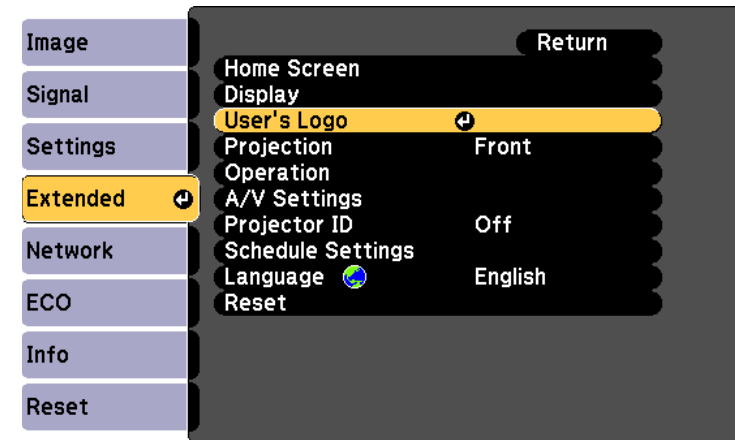 Image
Signal
Settings
Extended
Network
ECO
Info
Reset
Return
Home Screen
Display
User's Logo
Projection Front
Operation
A/V Settings
Projector ID Off
Schedule Settings
Language English
Reset